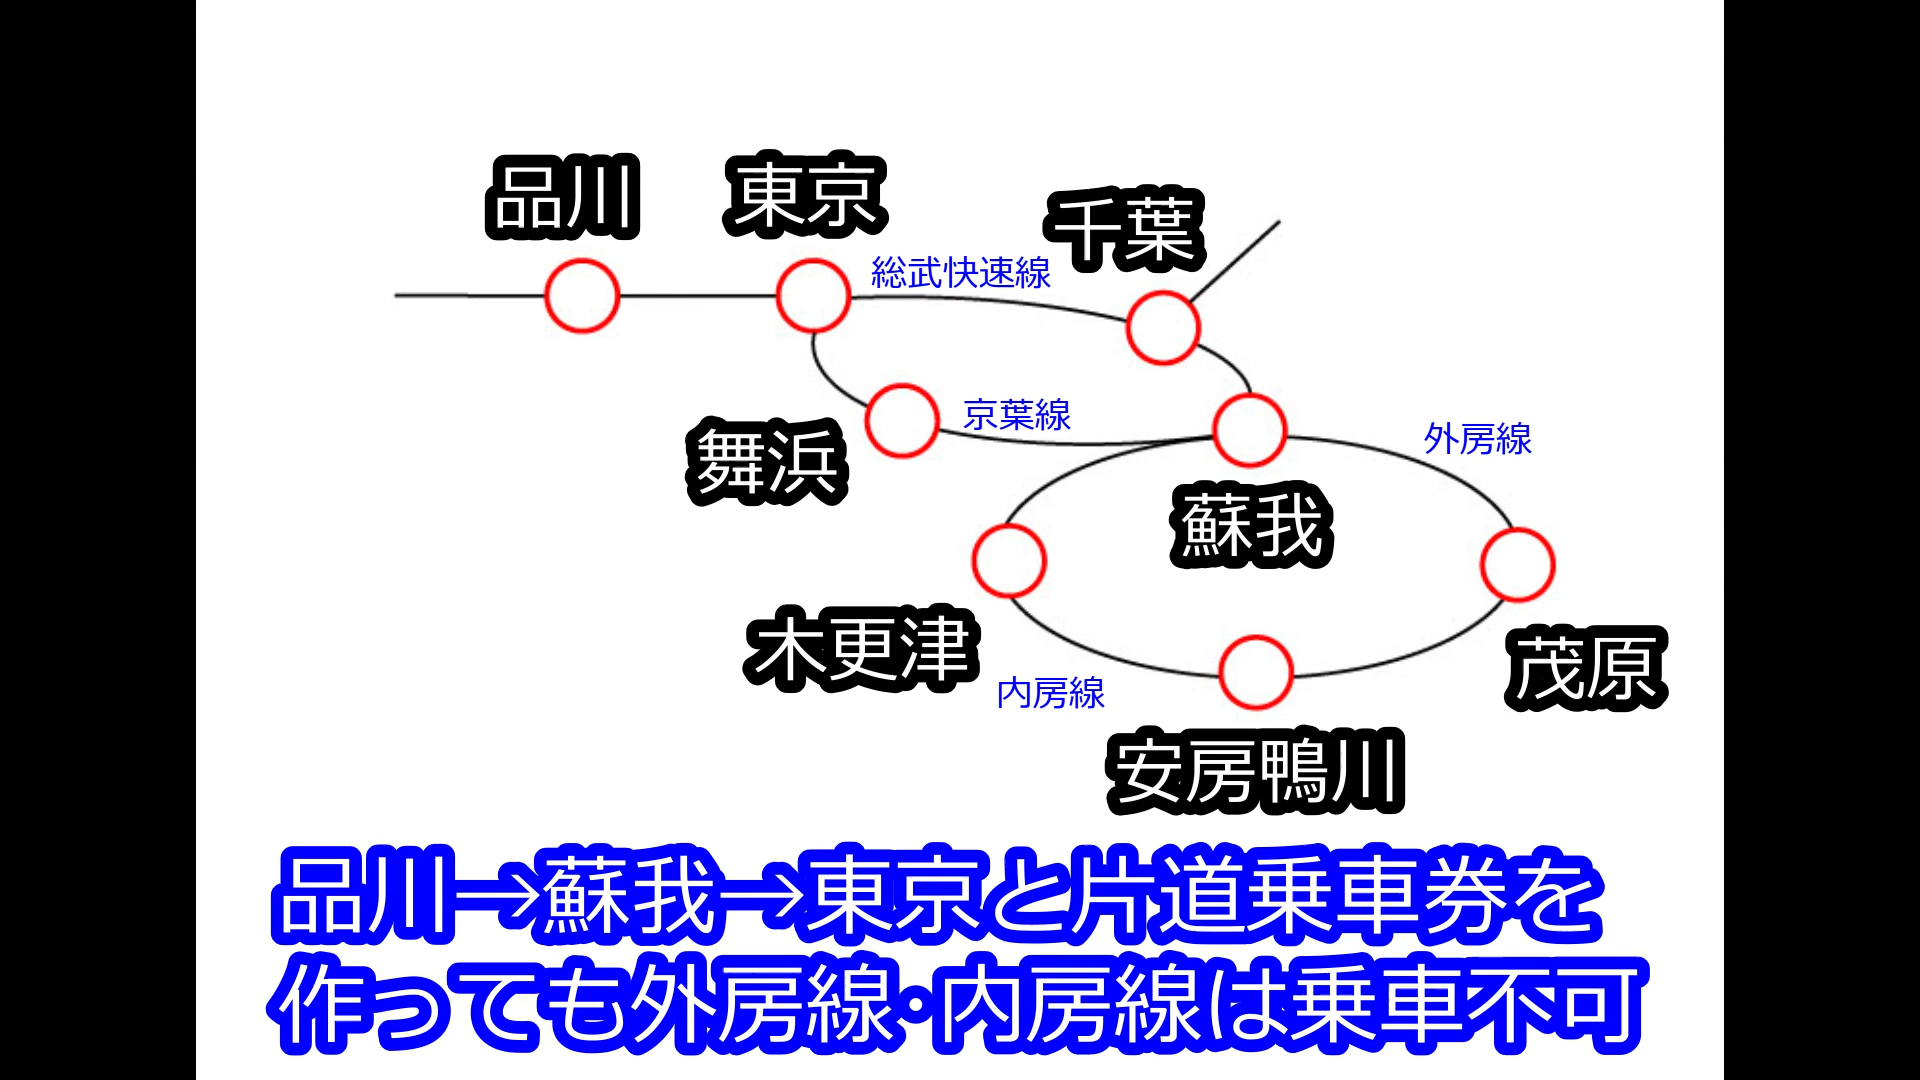 品川
東京
千葉
総武快速線
京葉線
外房線
舞浜
蘇我
木更津
茂原
内房線
安房鴨川
品川→蘇我→東京と片道乗車券を
作っても外房線・内房線は乗車不可